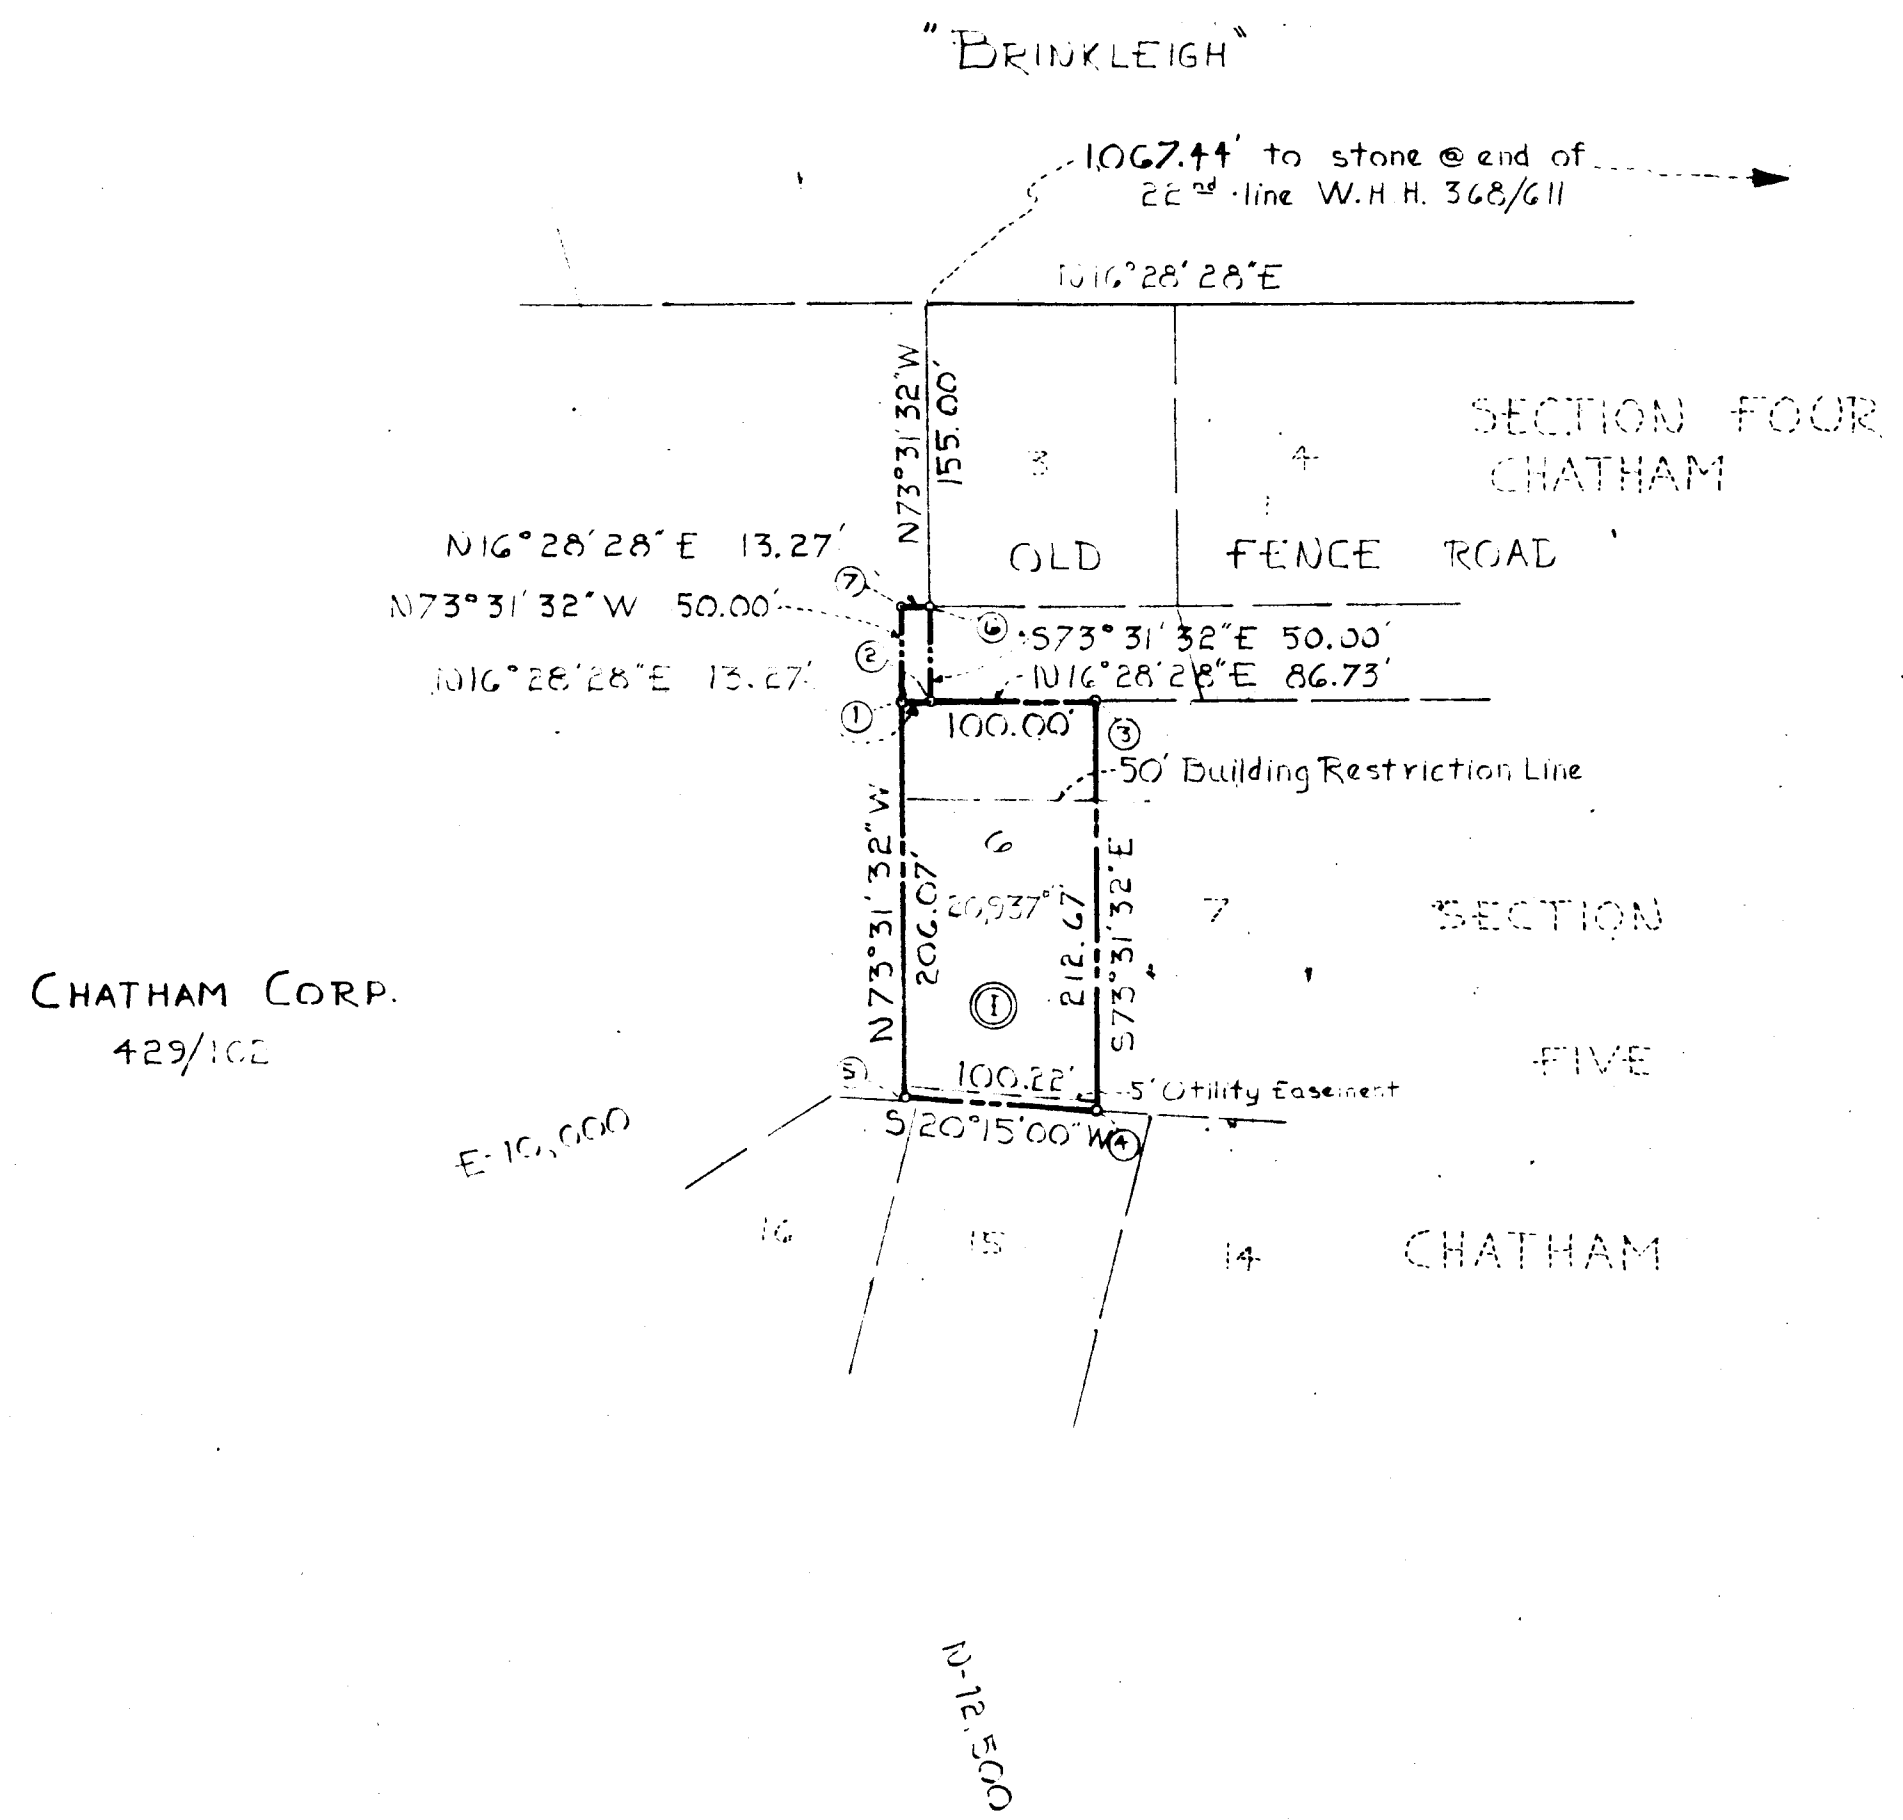 "BRINKLEIGH"
1,067.44' to stone @ end of
22nd line W.H.H. 368/611
N16°28'28"E
N73°31'32"W
155.00'
3
4
SECTION FOUR
CHATHAM
N16°28'28"E 13.27'
OLD FENCE ROAD
7
N73°31'32"W 50.00'
6
S73°31'32"E 50.00'
2
N16°28'28"E 13.27'
N16°28'28"E 86.73'
1
100.00'
3
50' Building Restriction Line
N73°31'32"W
206.07'
6
20,937
212.67
S73°31'32"E
7
SECTION
CHATHAM CORP.
429/102
I
FIVE
5
100.22'
5' Utility Easement
S 20°15'00" W
4
E-10,000
16
15
14
CHATHAM
N-12,500